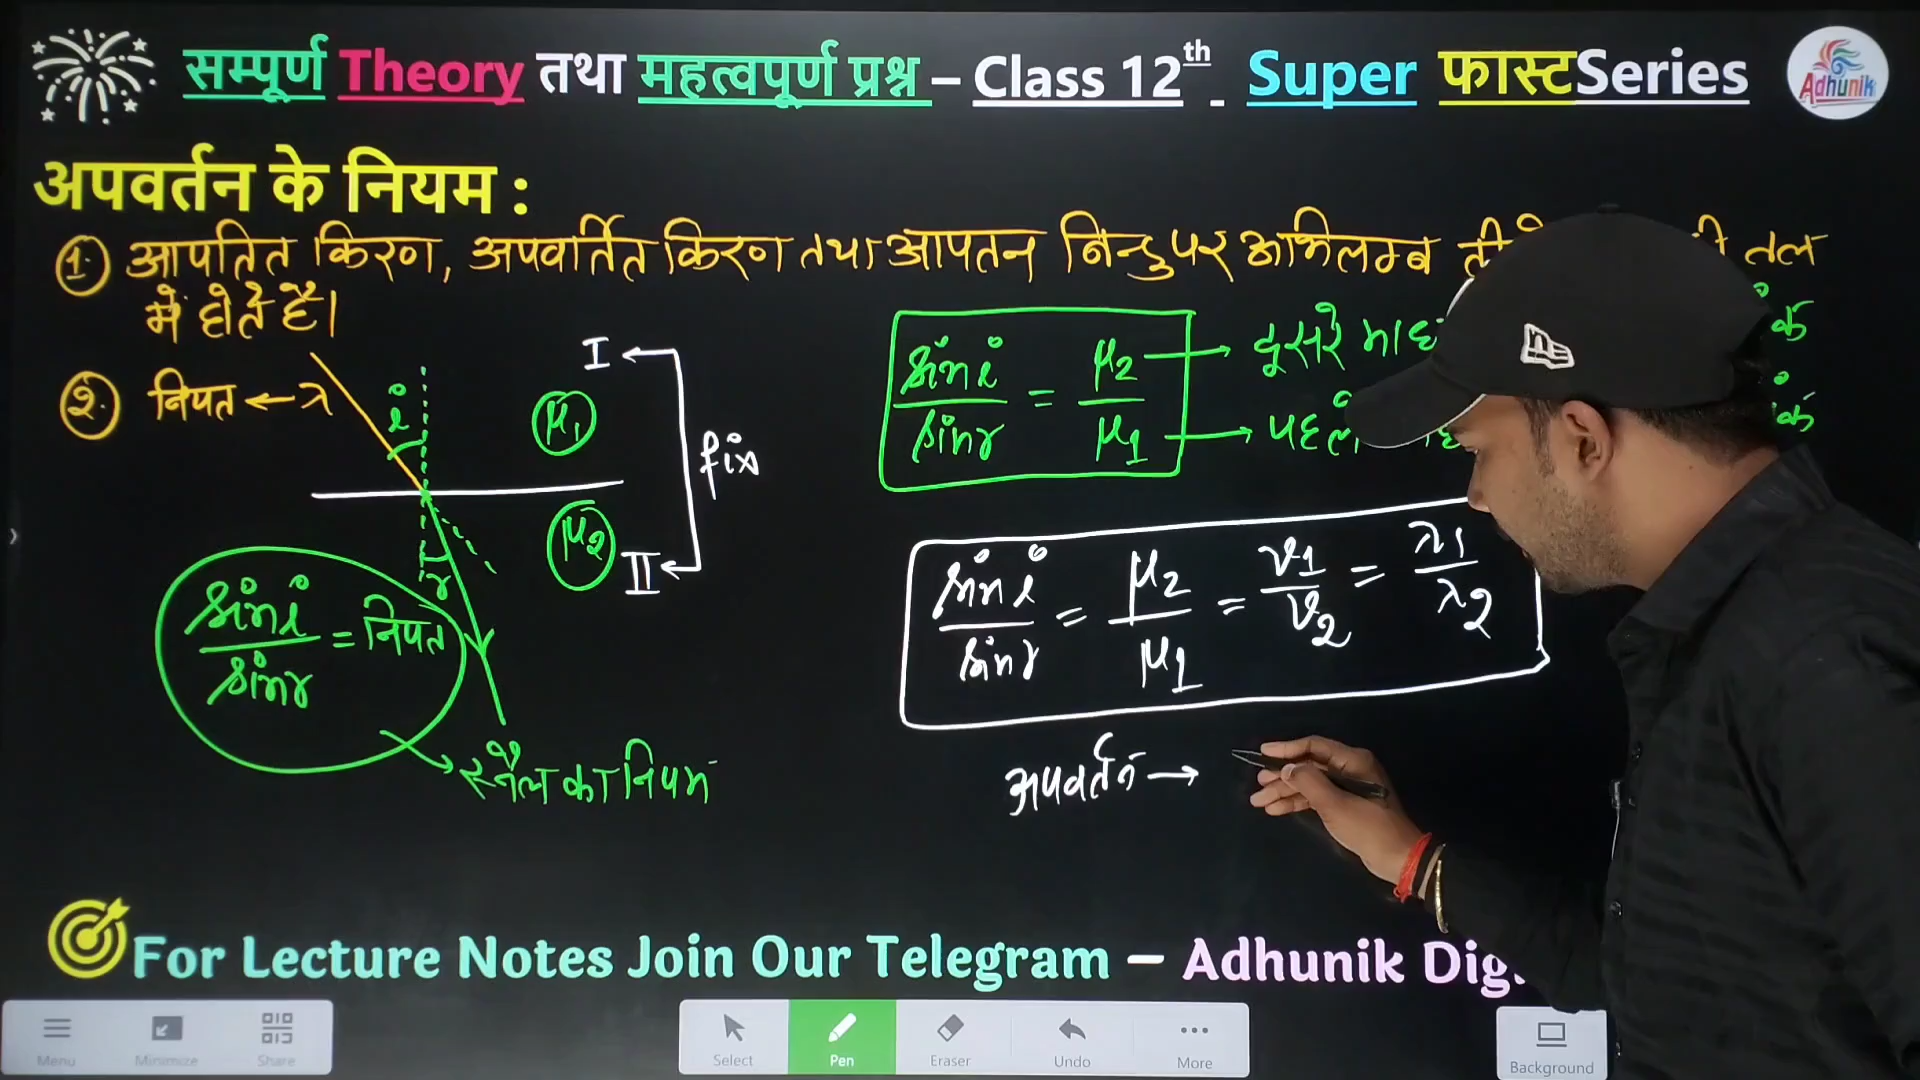 सम्पूर्ण Theory तथा महत्वपूर्ण प्रश्न – Class 12th - Super फास्टSeries
Adhunik
अपवर्तन के नियम :
1. आपतित किरण, अपवर्तित किरण तथा आपतन बिन्दु पर अभिलम्ब तल
में होते है।
2. नियत ← λ
i
μ1
I
fix
μ2
II
r
sin i / sin r = नियत
स्नैल का नियम
sin i / sin r = μ2 / μ1
→ दूसरे
→ पहले
sin i / sin r = μ2 / μ1 = v1 / v2 = λ1 / λ2
अपवर्तन →
For Lecture Notes Join Our Telegram – Adhunik Dig
Menu Minimize Share Select Pen Eraser Undo More Background